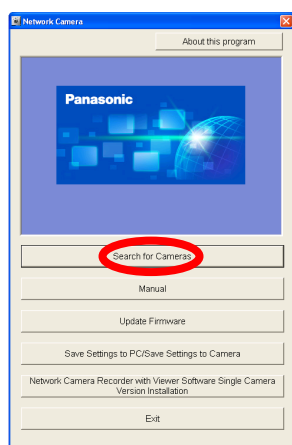 Network Camera
About this program
Panasonic
Search for Cameras
Manual
Update Firmware
Save Settings to PC/Save Settings to Camera
Network Camera Recorder with Viewer Software Single Camera
Version Installation
Exit